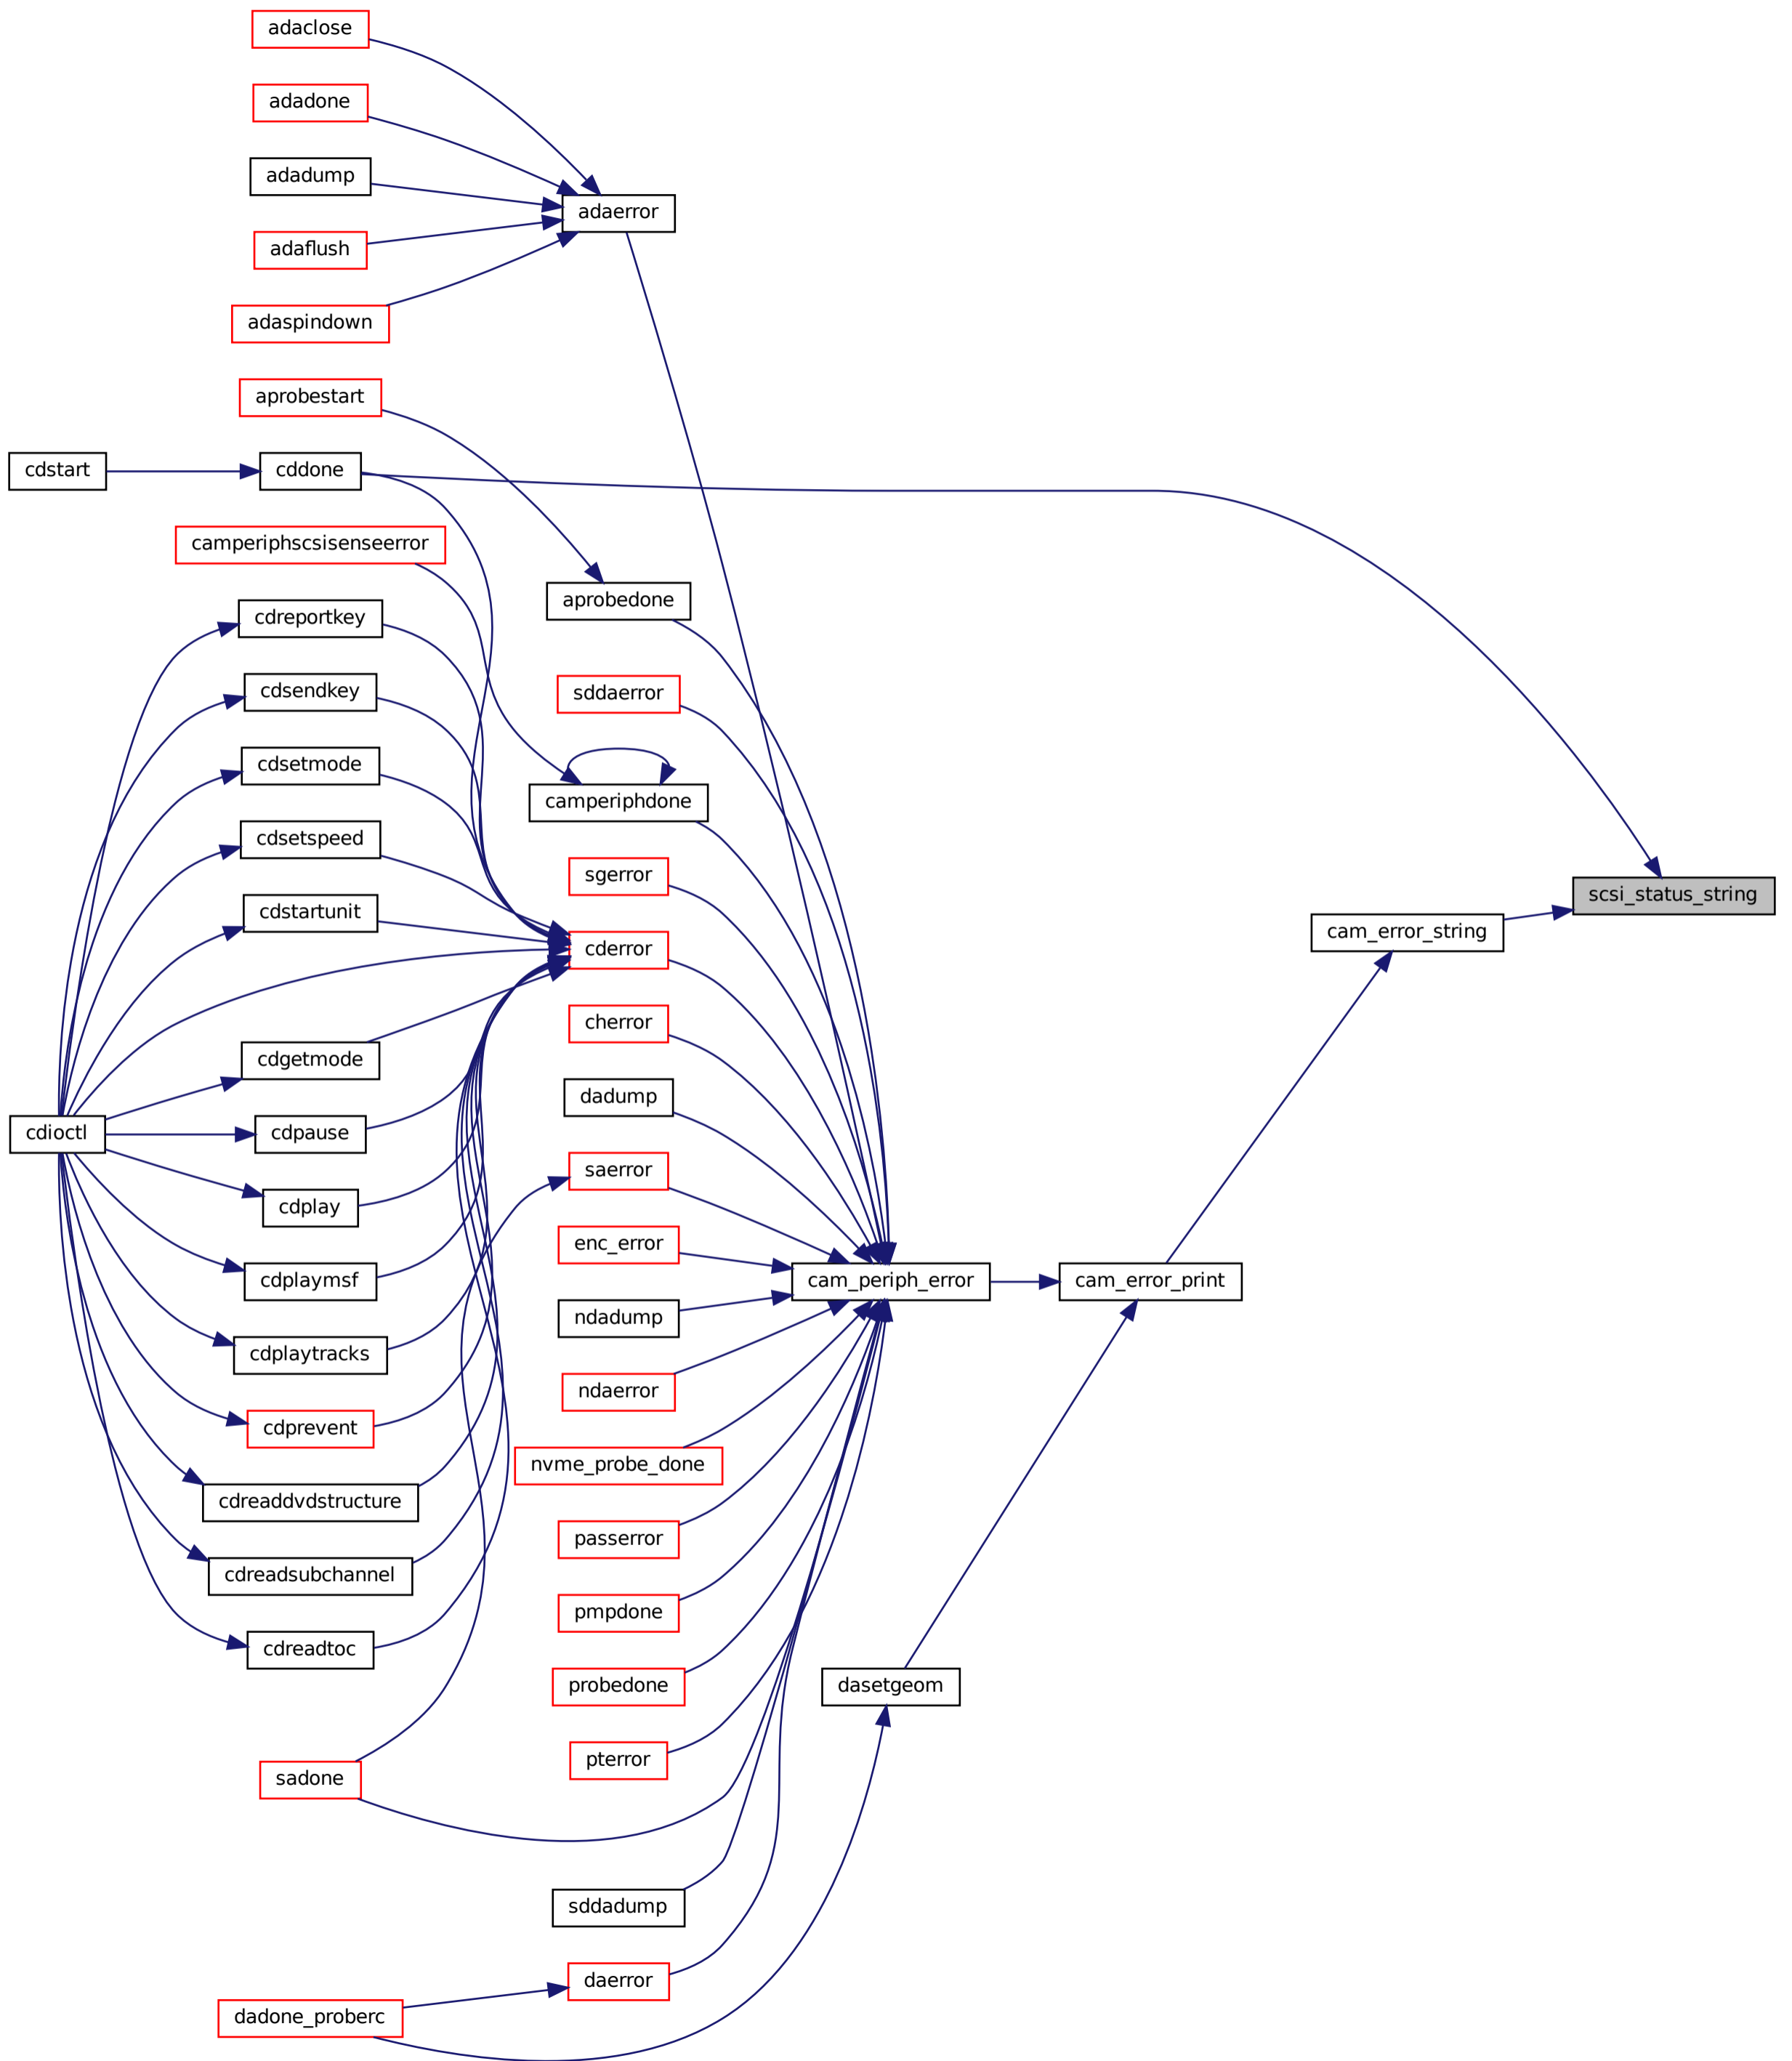 adaclose
adadone
adadump
adaerror
adaflush
adaspindown
aprobestart
cdstart
cddone
camperiphscsisenseerror
aprobedone
cdreportkey
cdsendkey
sddaerror
cdsetmode
camperiphdone
cdsetspeed
sgerror
scsi_status_string
cdstartunit
cam_error_string
cderror
cherror
cdgetmode
dadump
cdioctl
cdpause
saerror
cdplay
enc_error
cdplaymsf
cam_periph_error
cam_error_print
ndadump
cdplaytracks
ndaerror
cdprevent
nvme_probe_done
cdreaddvdstructure
passerror
cdreadsubchannel
pmpdone
cdreadtoc
probedone
dasetgeom
pterror
sadone
sddadump
daerror
dadone_proberc